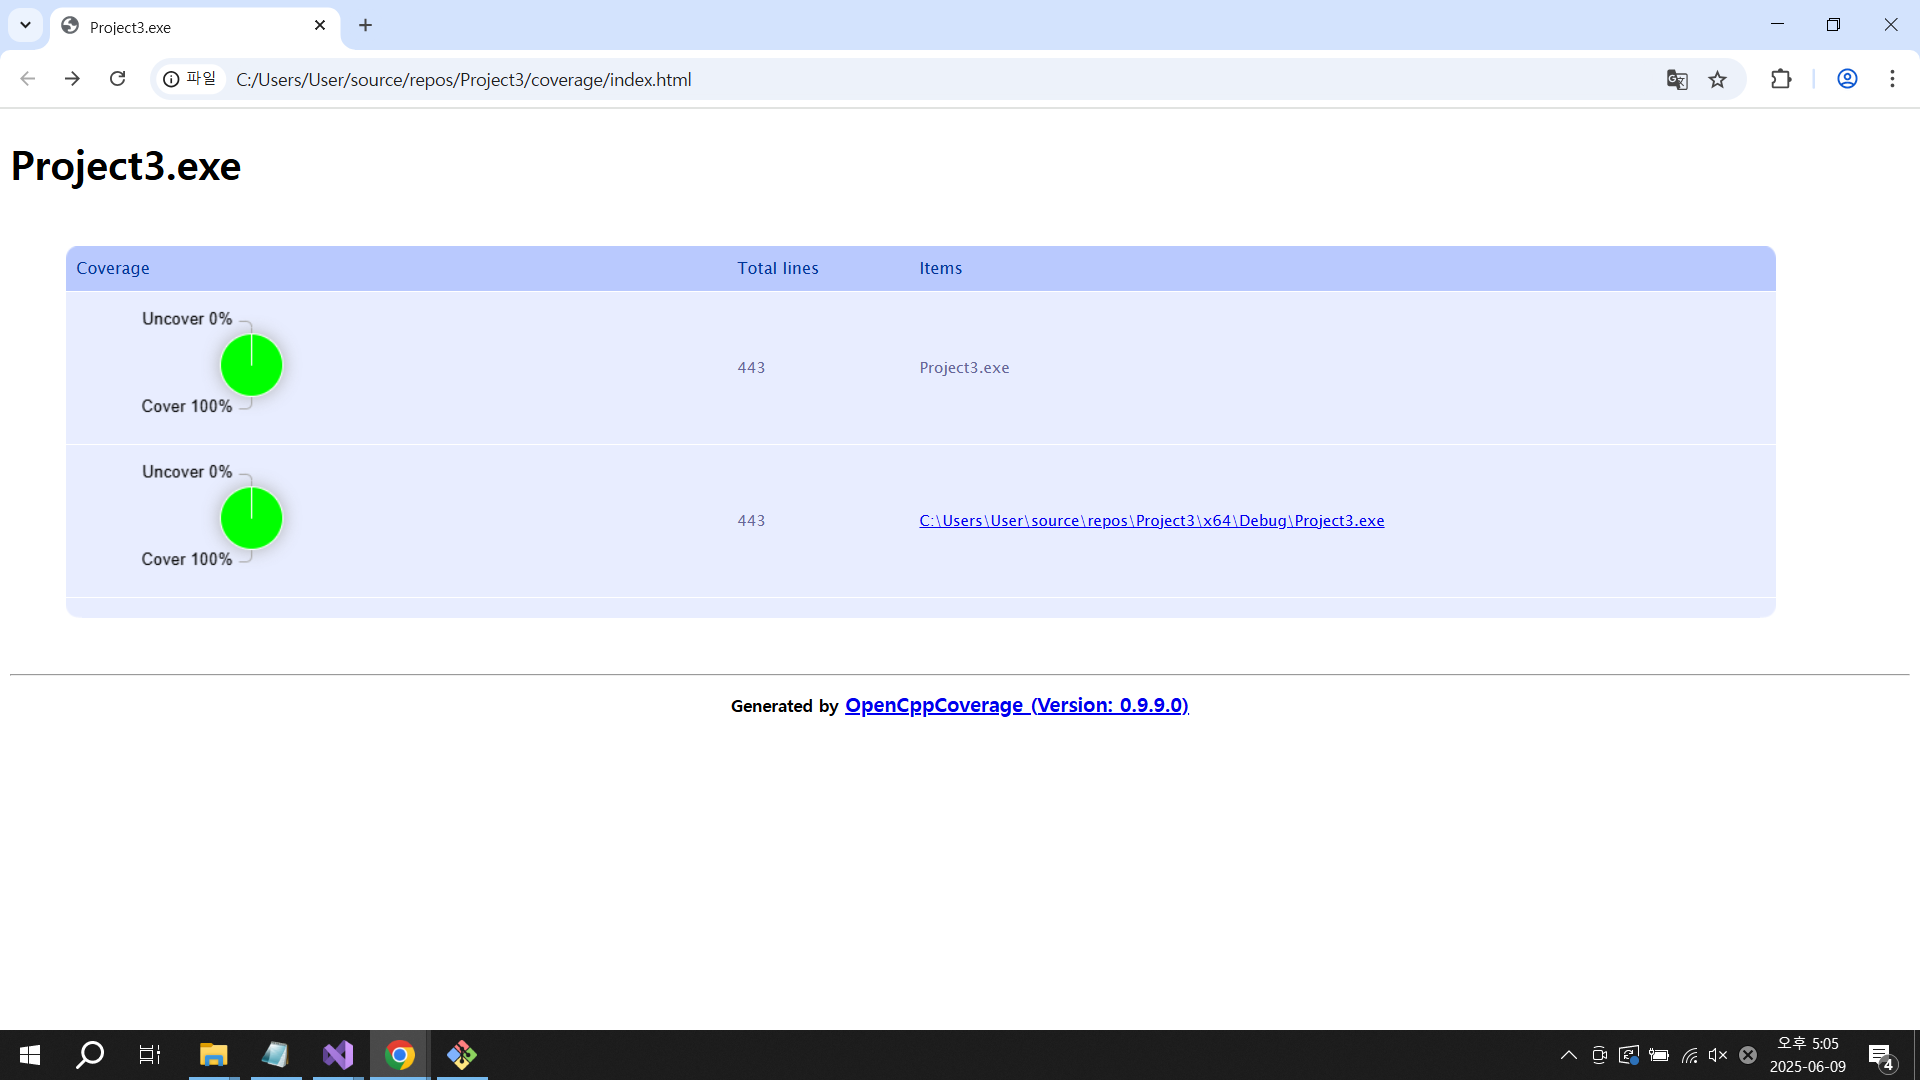 Project3.exe
파일 C:/Users/User/source/repos/Project3/coverage/index.html
Project3.exe
Coverage Total lines Items
Uncover 0%
443 Project3.exe
Cover 100%
Uncover 0%
443 C:\Users\User\source\repos\Project3\x64\Debug\Project3.exe
Cover 100%
Generated by OpenCppCoverage (Version: 0.9.9.0)
오후 5:05
2025-06-09
4